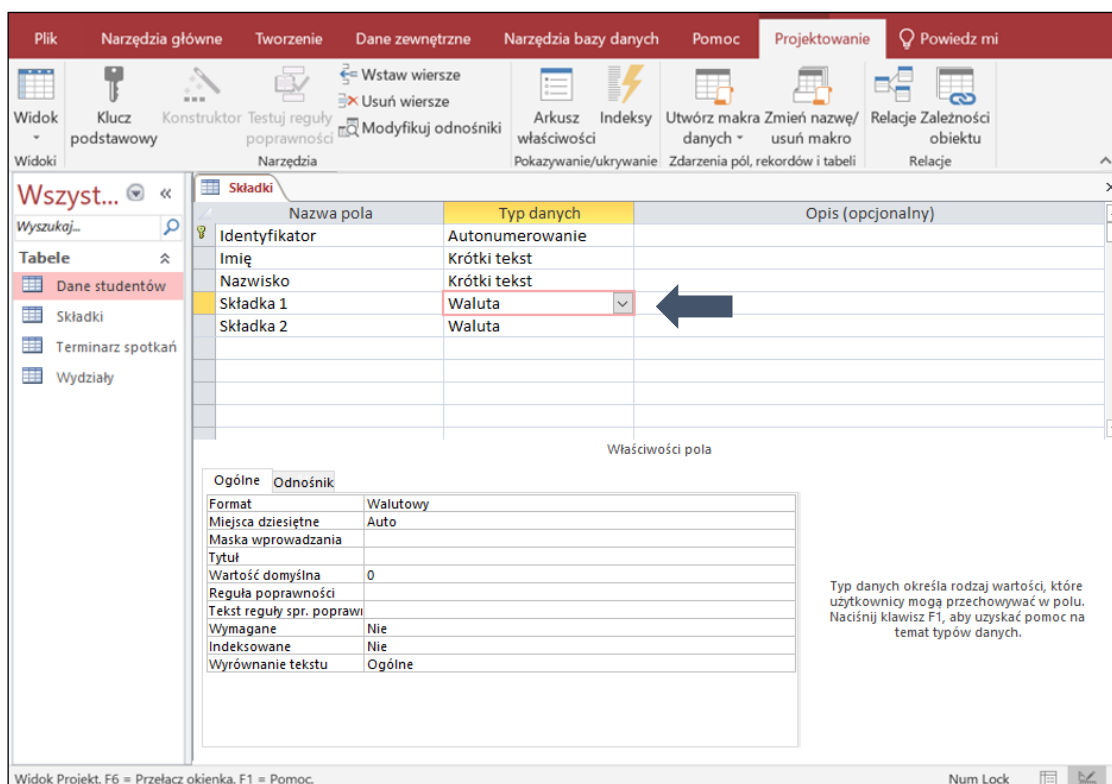 Plik Narzędzia główne Tworzenie Dane zewnętrzne Narzędzia bazy danych Pomoc Projektowanie Powiedz mi
Widok
Klucz podstawowy
Konstruktor
Testuj reguły poprawności
Wstaw wiersze
Usuń wiersze
Modyfikuj odnośniki
Arkusz właściwości
Indeksy
Utwórz makra danych
Zmień nazwę/ usuń makro
Relacje
Zależności obiektu
Widoki Narzędzia Pokazywanie/ukrywanie Zdarzenia pól, rekordów i tabeli Relacje
Wszyst...
Wyszukaj...
Tabele
Dane studentów
Składki
Terminarz spotkań
Wydziały
Składki
Nazwa pola Typ danych Opis (opcjonalny)
Identyfikator Autonumerowanie
Imię Krótki tekst
Nazwisko Krótki tekst
Składka 1 Waluta
Składka 2 Waluta
Właściwości pola
Ogólne Odnośnik
Format Walutowy
Miejsca dziesiętne Auto
Maska wprowadzania
Tytuł
Wartość domyślna 0
Reguła poprawności
Tekst reguły spr. popraw
Wymagane Nie
Indeksowane Nie
Wyrównanie tekstu Ogólne
Typ danych określa rodzaj wartości, które
użytkownicy mogą przechowywać w polu.
Naciśnij klawisz F1, aby uzyskać pomoc na
temat typów danych.
Widok Projekt. F6 = Przełącz okienka. F1 = Pomoc. Num Lock